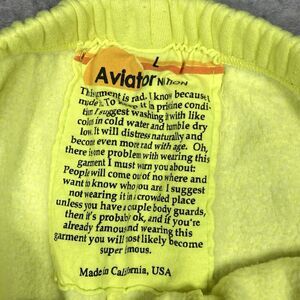 L
Aviator NATION
This garment is rad. I know because I
made it. To keep it in pristine condi-
tion I suggest washing it with like
colors in cold water and tumble dry
low. It will distress naturally and
become even more rad with age. Oh,
there is one problem with wearing this
garment I must warn you about:
People will come out of no where and
want to know who you are. I suggest
not wearing it in a crowded place
unless you have a couple body guards,
then it's probably ok, and if you're
already famous and wearing this
garment you will most likely become
super famous.
Made in California, USA